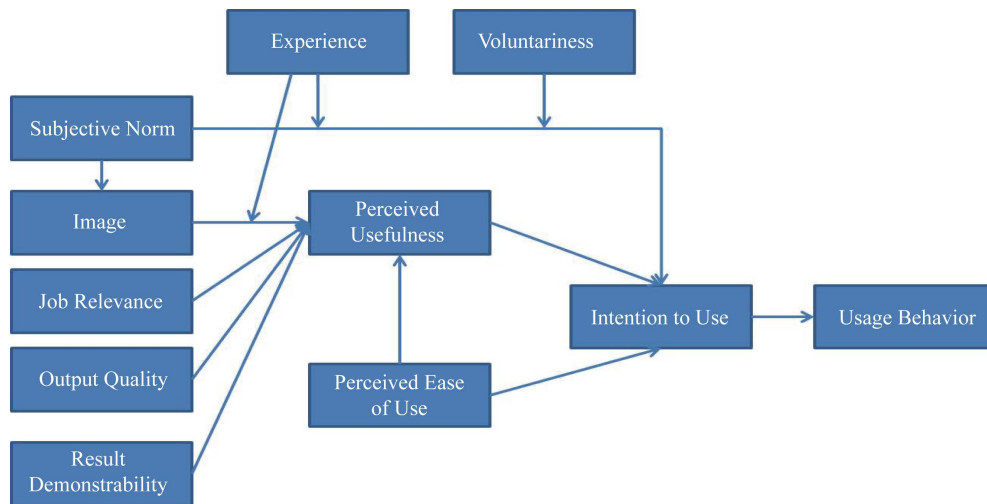 Experience
Voluntariness
Subjective Norm
Image
Perceived
Usefulness
Job Relevance
Intention to Use
Usage Behavior
Output Quality
Perceived Ease
of Use
Result
Demonstrability